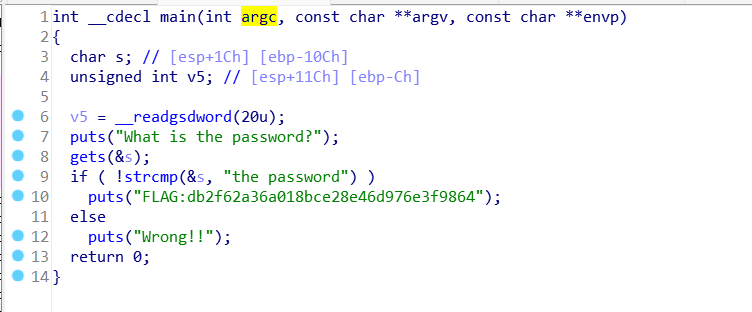 1 int __cdecl main(int argc, const char **argv, const char **envp)
2 {
3 char s; // [esp+1Ch] [ebp-10Ch]
4 unsigned int v5; // [esp+11Ch] [ebp-Ch]
5
6 v5 = __readgsdword(20u);
7 puts("What is the password?");
8 gets(&s);
9 if ( !strcmp(&s, "the password") )
10 puts("FLAG:db2f62a36a018bce28e46d976e3f9864");
11 else
12 puts("Wrong!!");
13 return 0;
14 }